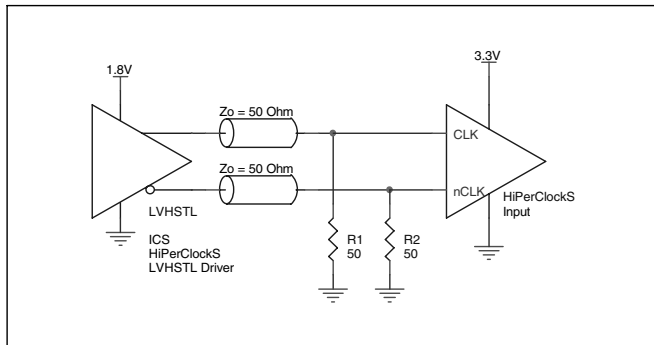 1.8V
3.3V
Zo = 50 Ohm
CLK
Zo = 50 Ohm
nCLK
HiPerClockS
Input
LVHSTL
ICS
HiPerClockS
LVHSTL Driver
R1
50
R2
50